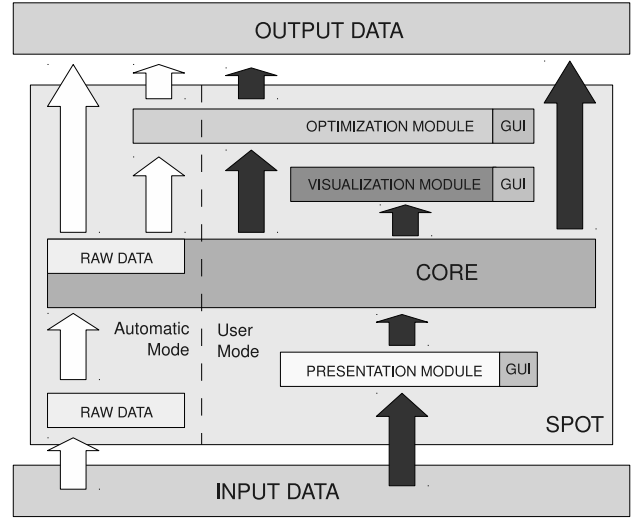 OUTPUT DATA
OPTIMIZATION MODULE
GUI
VISUALIZATION MODULE
GUI
RAW DATA
CORE
Automatic
Mode
User
Mode
PRESENTATION MODULE
GUI
RAW DATA
SPOT
INPUT DATA